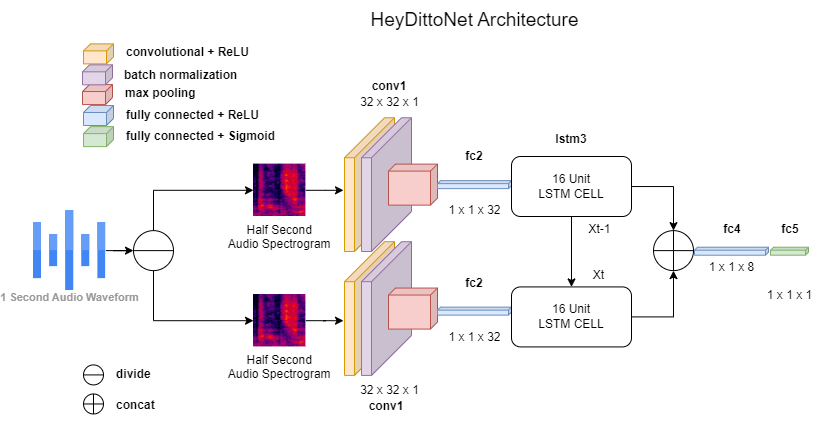 HeyDittoNet Architecture
convolutional + ReLU
batch normalization
max pooling
fully connected + ReLU
fully connected + Sigmoid
conv1
32 x 32 x 1
fc2
1 x 1 x 32
lstm3
16 Unit
LSTM CELL
Half Second
Audio Spectrogram
Xt-1
Xt
1 Second Audio Waveform
fc4
1 x 1 x 8
fc5
1 x 1 x 1
fc2
1 x 1 x 32
16 Unit
LSTM CELL
Half Second
Audio Spectrogram
32 x 32 x 1
conv1
divide
concat